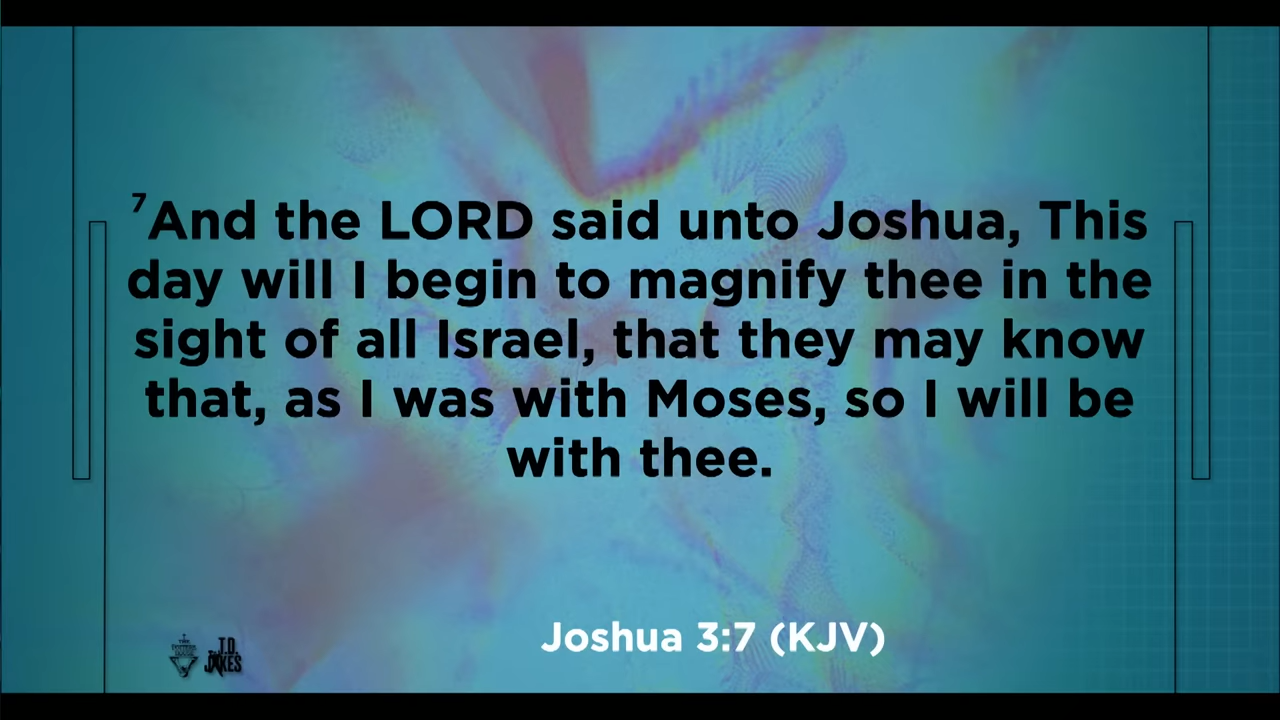 ⁷And the LORD said unto Joshua, This
day will I begin to magnify thee in the
sight of all Israel, that they may know
that, as I was with Moses, so I will be
with thee.
Joshua 3:7 (KJV)
T.D.
JAKES